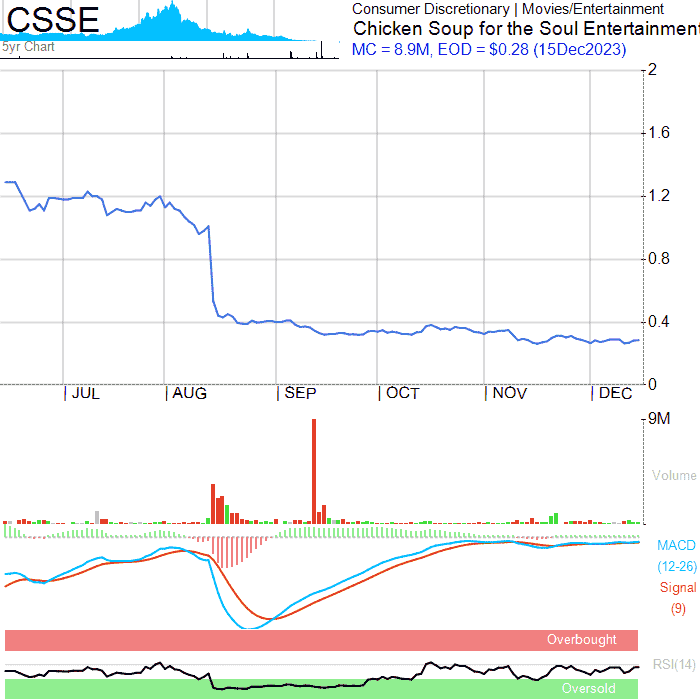 CSSE
5yr Chart
Consumer Discretionary | Movies/Entertainment
Chicken Soup for the Soul Entertainment
MC = 8.9M, EOD = $0.28 (15Dec2023)
2
1.6
1.2
0.8
0.4
0
JUL AUG SEP OCT NOV DEC
9M
Volume
MACD
(12-26)
Signal
(9)
Overbought
RSI(14)
Oversold